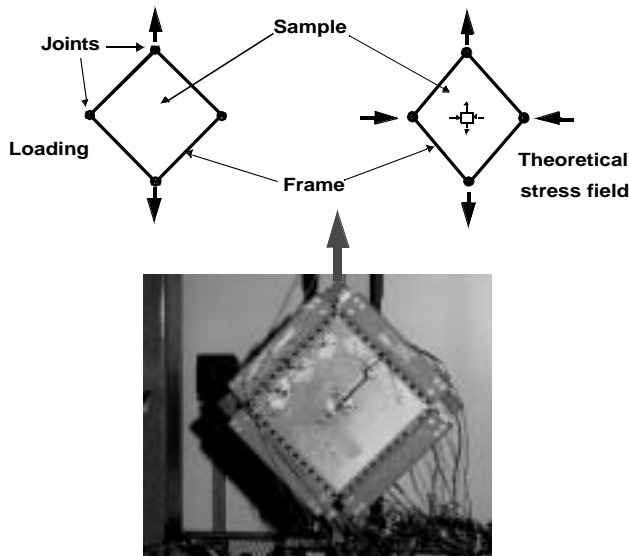 Joints
Sample
Loading
Frame
Theoretical
stress field